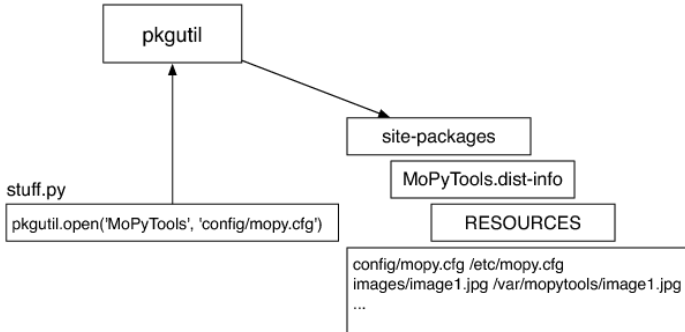 pkgutil
site-packages
MoPyTools.dist-info
stuff.py
pkgutil.open('MoPyTools', 'config/mopy.cfg')
RESOURCES
config/mopy.cfg /etc/mopy.cfg
images/image1.jpg /var/mopytools/image1.jpg
...